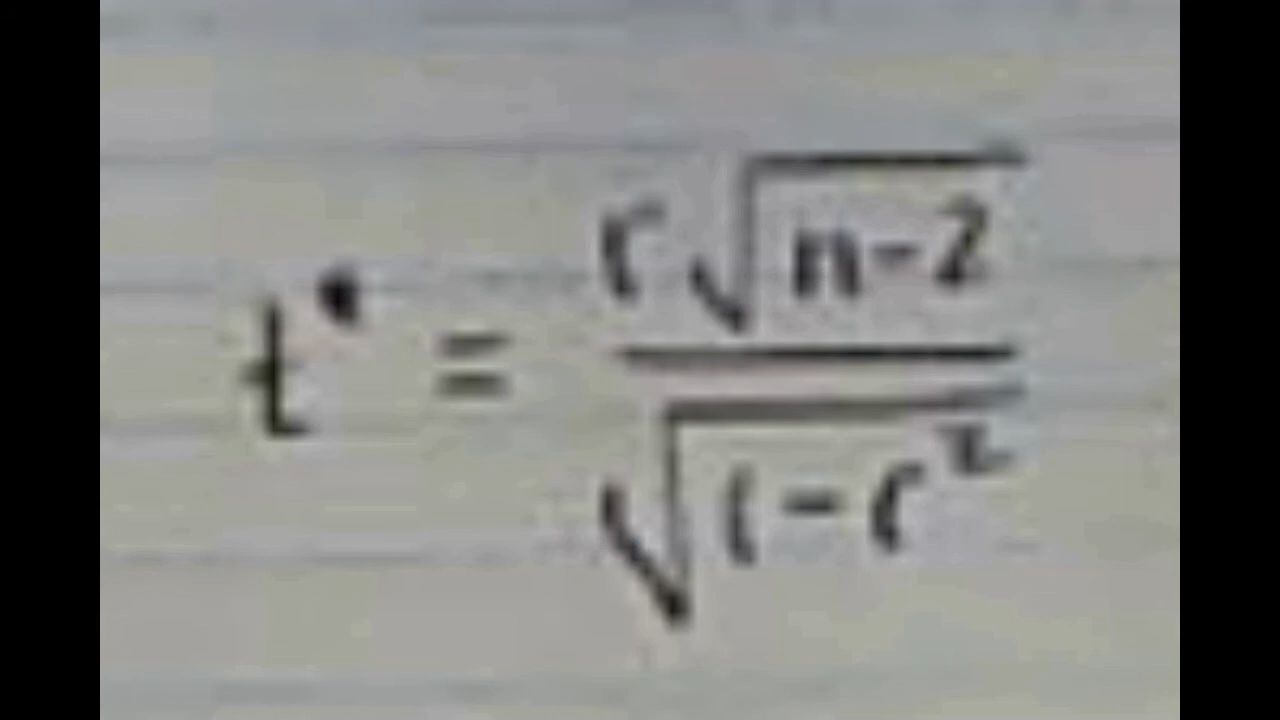 t* = r√(n-2) / √(1-r²)